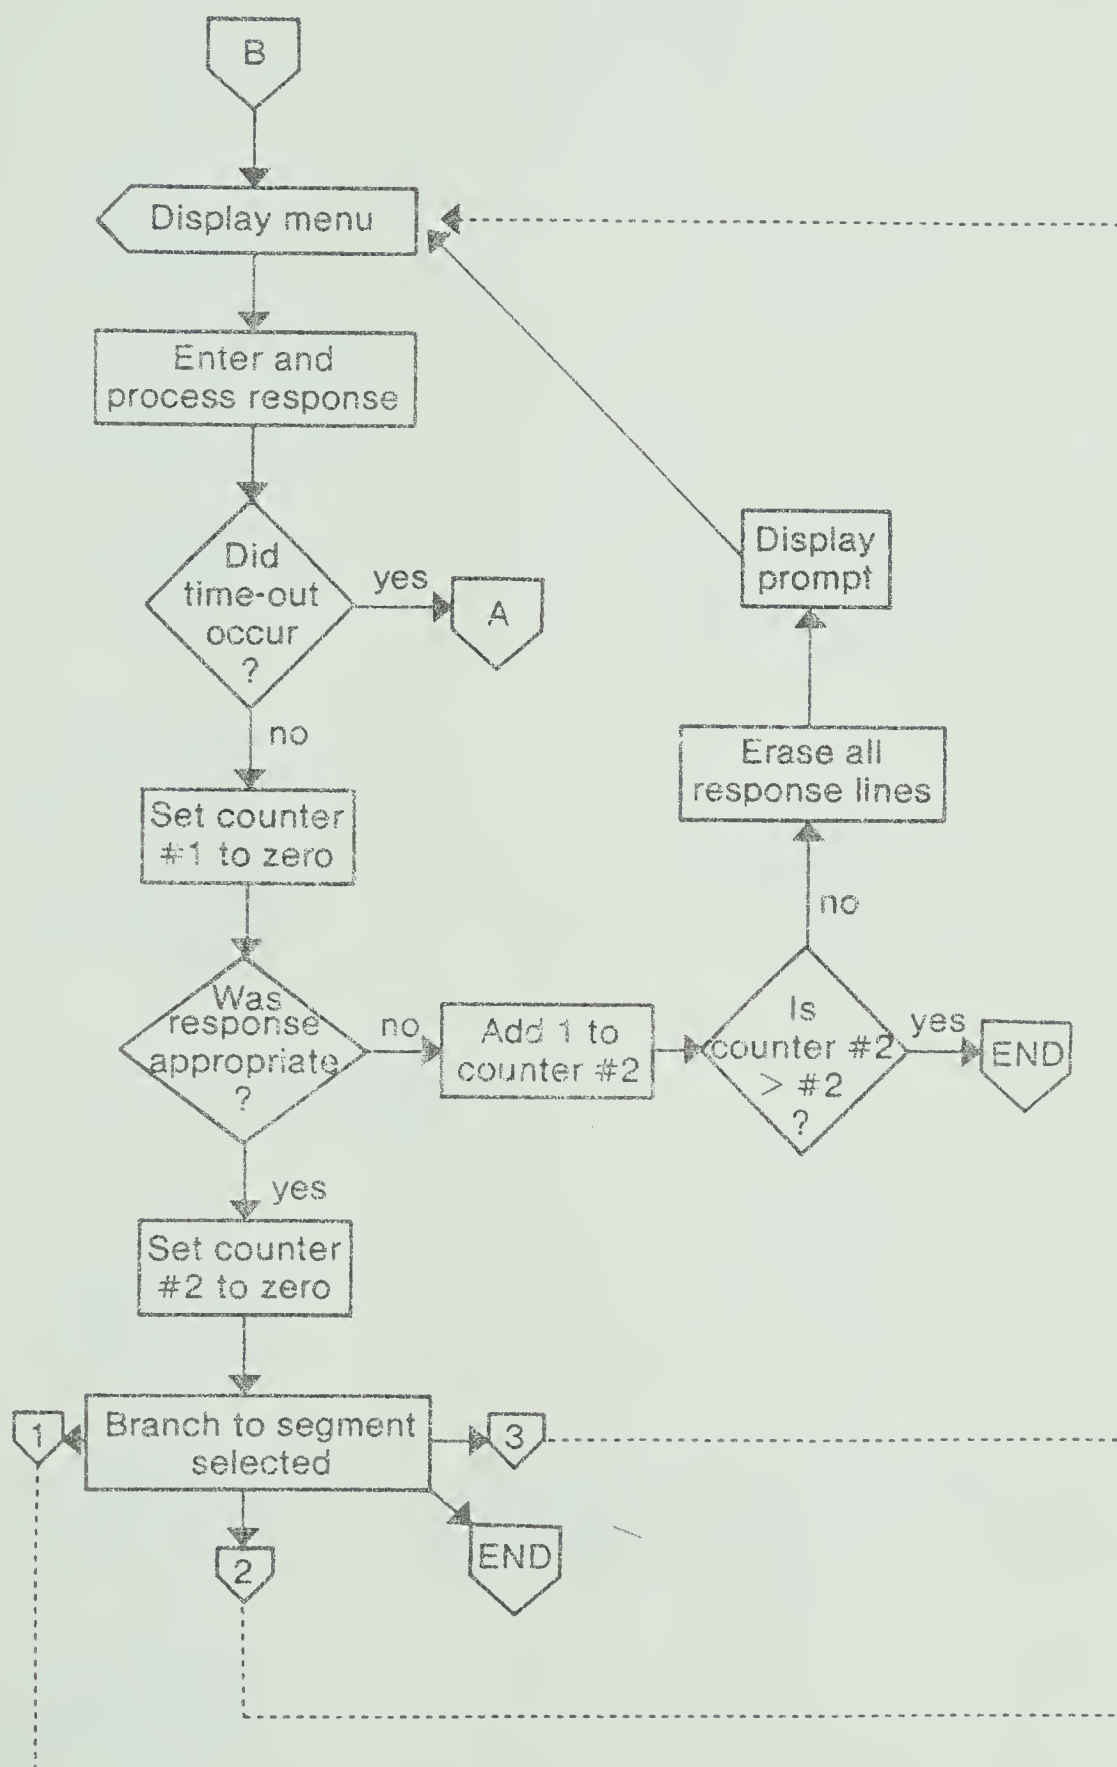 B
Display menu
Enter and
process response
Did
time-out
occur
?
yes
A
no
Set counter
#1 to zero
Was
response
appropriate
?
no
Add 1 to
counter #2
Is
counter #2
> #2
?
yes
END
no
Erase all
response lines
Display
prompt
yes
Set counter
#2 to zero
Branch to segment
selected
1
2
3
END